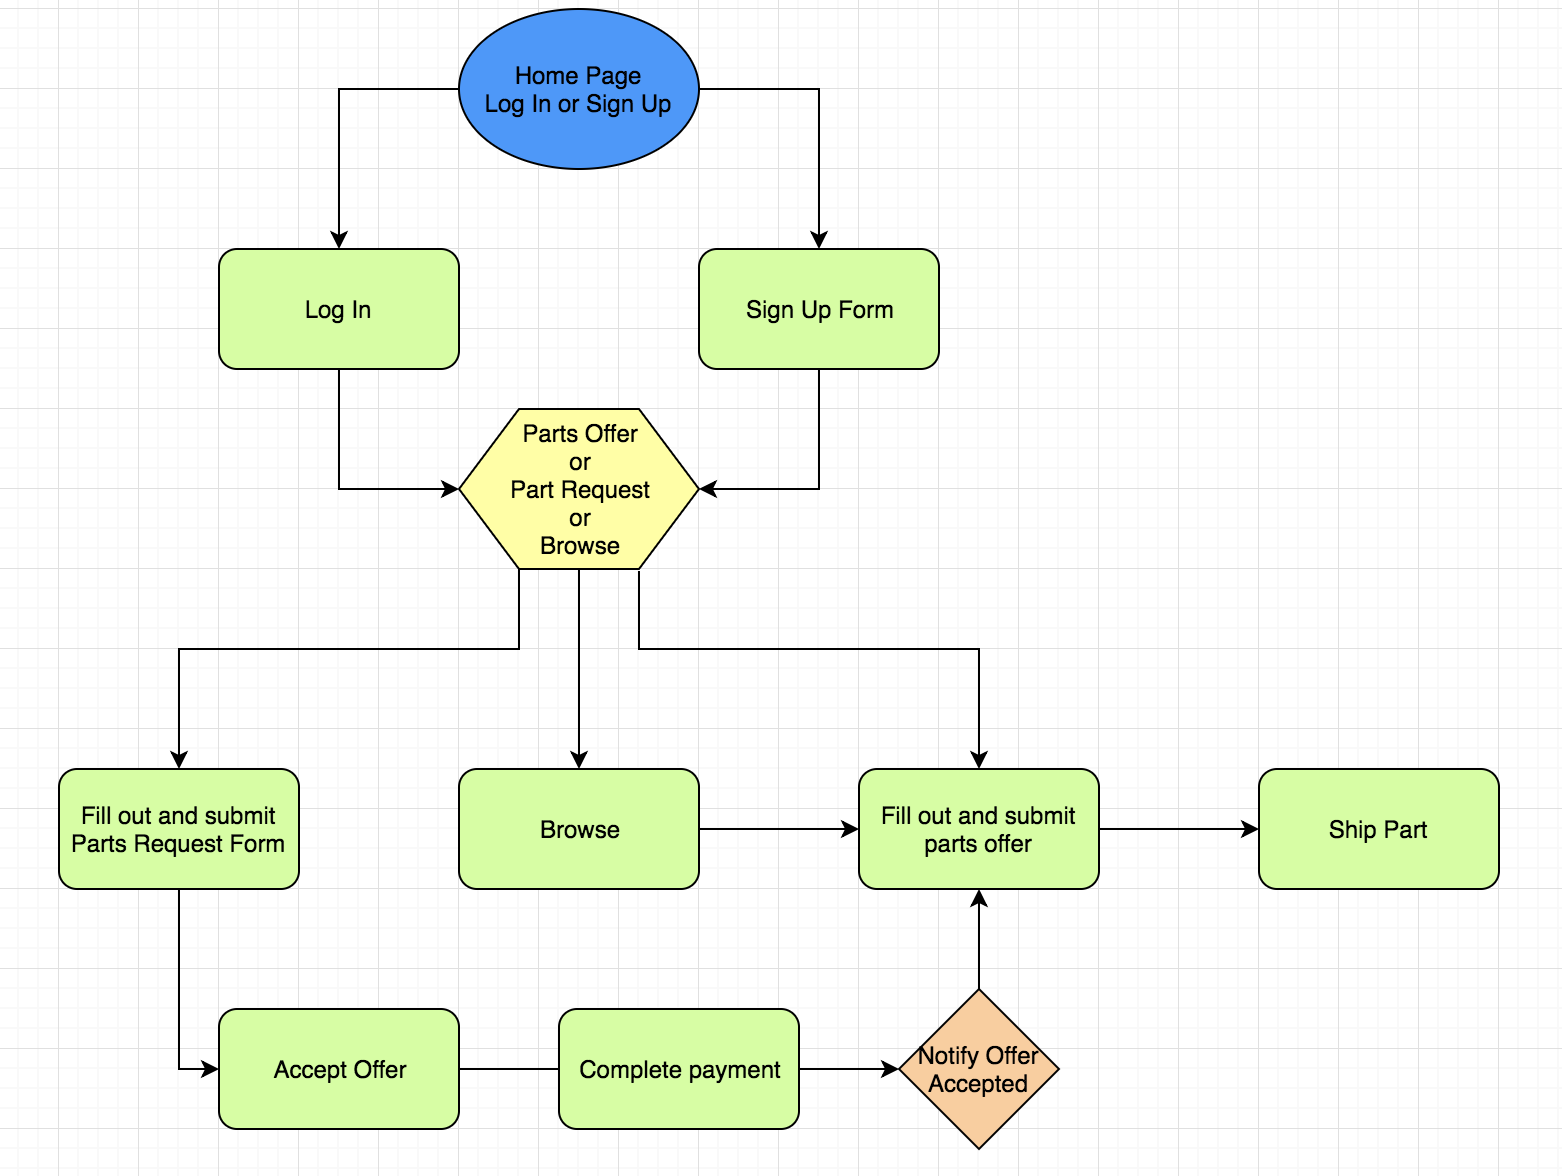 Home Page
Log In or Sign Up
Log In
Sign Up Form
Parts Offer
or
Part Request
or
Browse
Fill out and submit
Parts Request Form
Browse
Fill out and submit
parts offer
Ship Part
Accept Offer
Complete payment
Notify Offer
Accepted